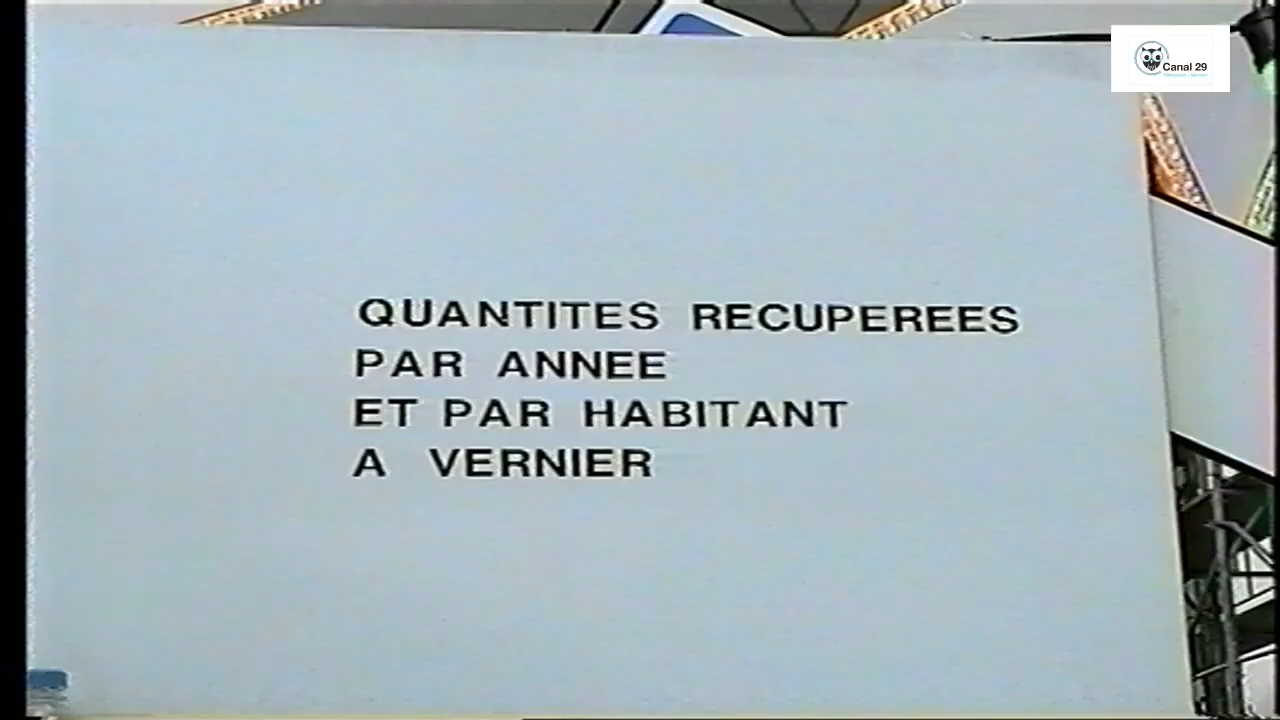 Canal 29
QUANTITES RECUPEREES
PAR ANNEE
ET PAR HABITANT
A VERNIER